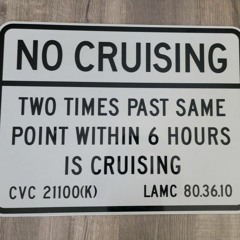 NO CRUISING
TWO TIMES PAST SAME
POINT WITHIN 6 HOURS
IS CRUISING
CVC 21100(K) LAMC 80.36.10